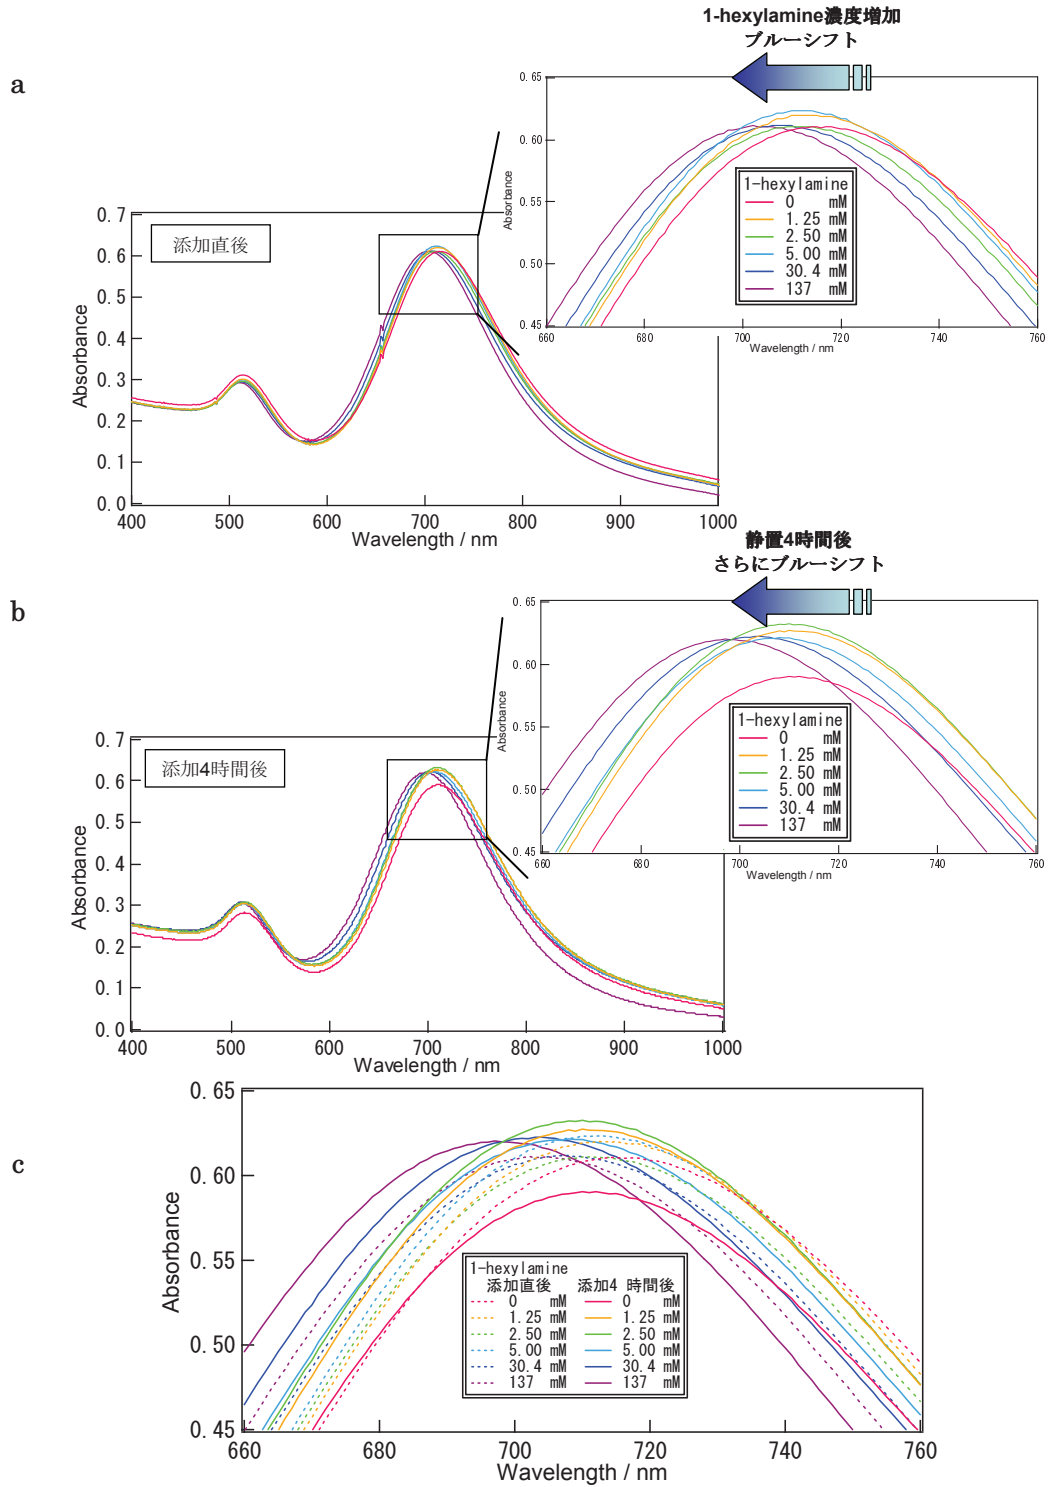 1-hexylamine濃度増加
ブルーシフト
a
0.65
0.60
0.55
0.50
0.45
Absorbance
1-hexylamine
0 mM
1.25 mM
2.50 mM
5.00 mM
30.4 mM
137 mM
660 680 700 720 740 760
Wavelength / nm
添加直後
0.7
0.6
0.5
0.4
0.3
0.2
0.1
0.0
Absorbance
400 500 600 700 800 900 1000
Wavelength / nm
静置4時間後
さらにブルーシフト
b
0.65
0.60
0.55
0.50
0.45
Absorbance
1-hexylamine
0 mM
1.25 mM
2.50 mM
5.00 mM
30.4 mM
137 mM
660 680 700 720 740 760
Wavelength / nm
添加4時間後
0.7
0.6
0.5
0.4
0.3
0.2
0.1
0.0
Absorbance
400 500 600 700 800 900 1000
Wavelength / nm
c
0.65
0.60
0.55
0.50
0.45
Absorbance
1-hexylamine
添加直後 添加4 時間後
0 mM 0 mM
1.25 mM 1.25 mM
2.50 mM 2.50 mM
5.00 mM 5.00 mM
30.4 mM 30.4 mM
137 mM 137 mM
660 680 700 720 740 760
Wavelength / nm